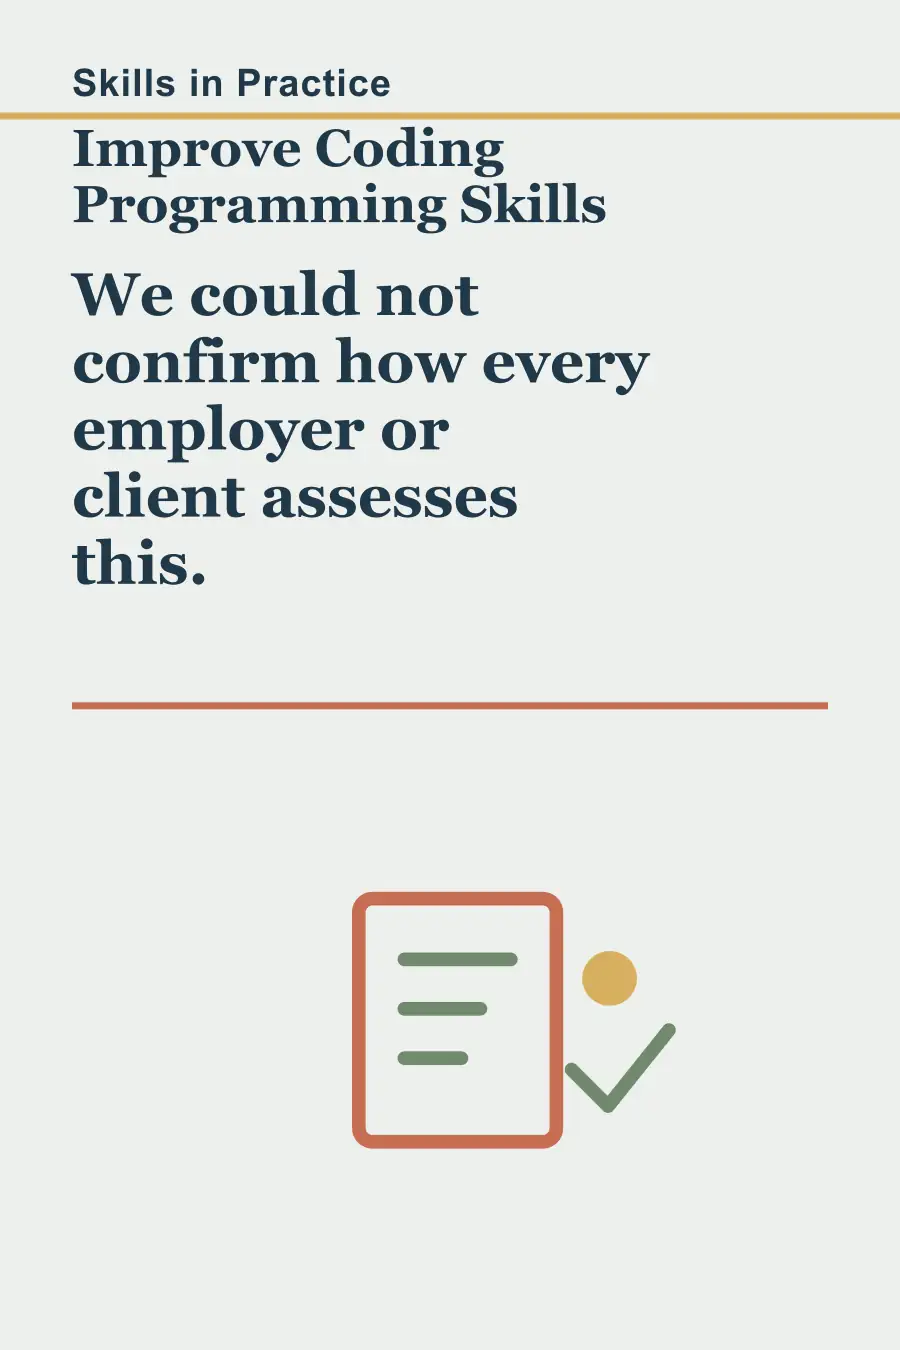 Skills in Practice
Improve Coding
Programming Skills
We could not
confirm how every
employer or
client assesses
this.